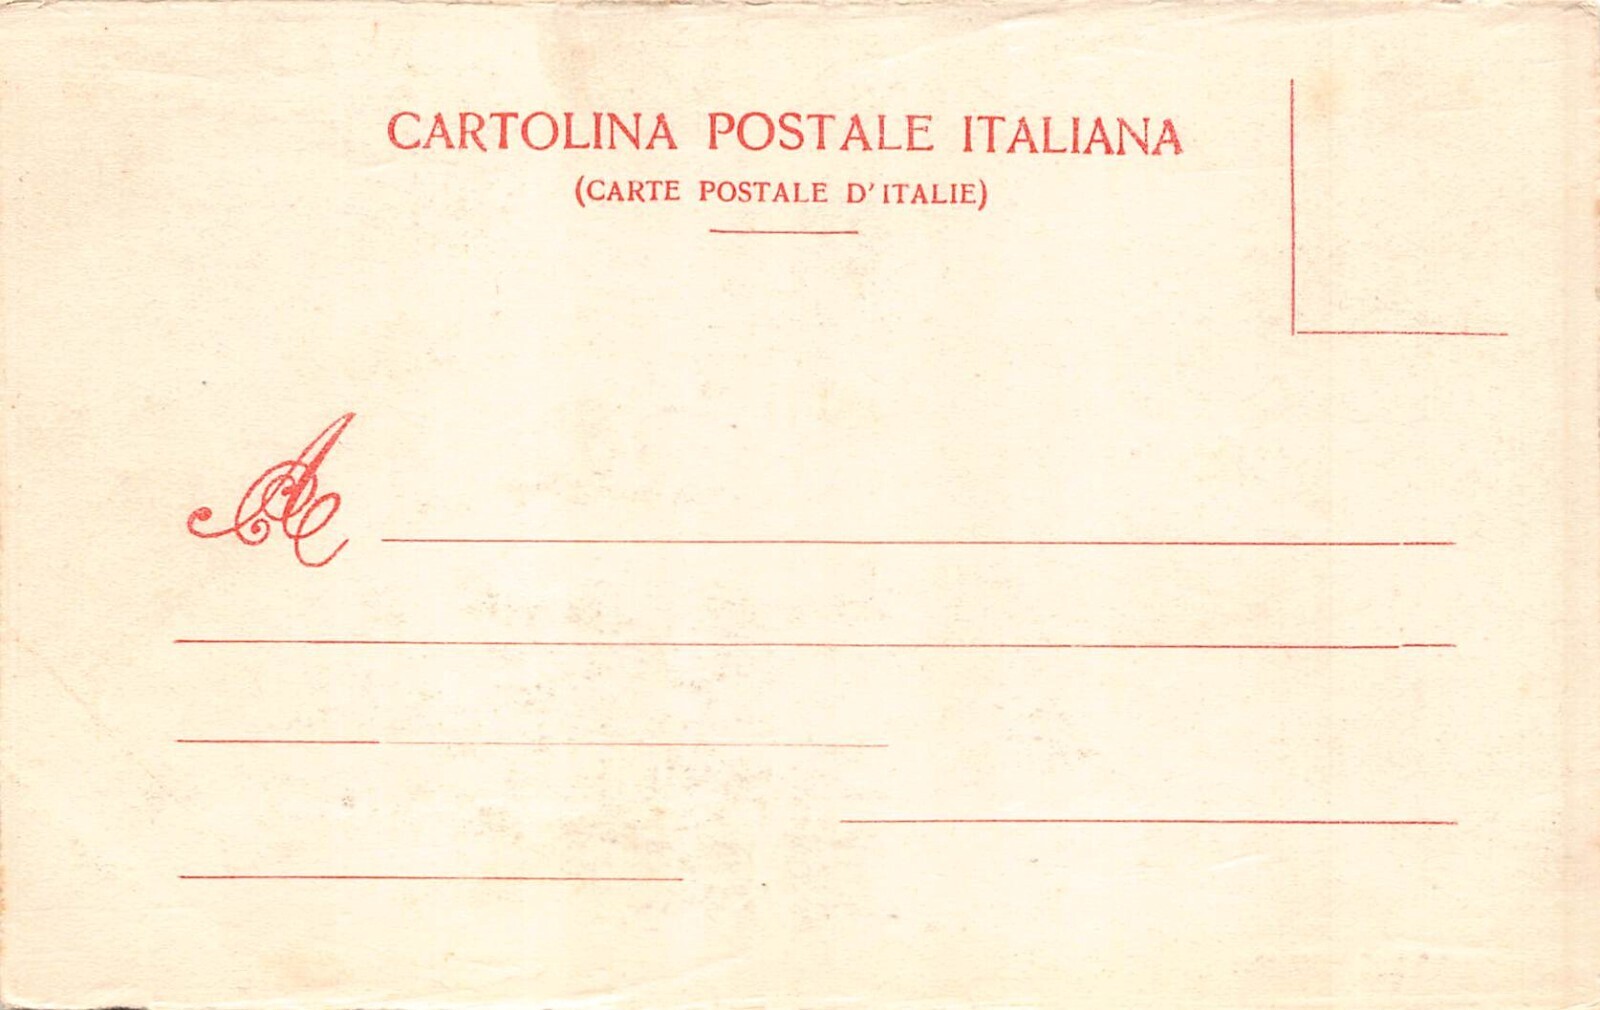 CARTOLINA POSTALE ITALIANA
(CARTE POSTALE D'ITALIE)
A